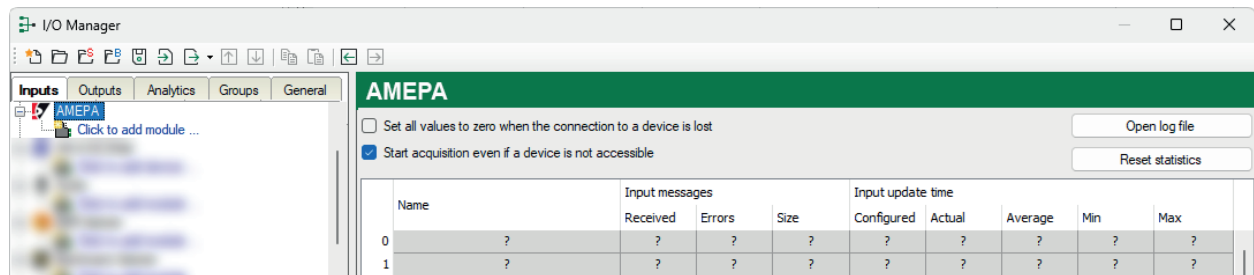 I/O Manager
Inputs Outputs Analytics Groups General
AMEPA
Click to add module ...
AMEPA
Set all values to zero when the connection to a device is lost
Open log file
Start acquisition even if a device is not accessible
Reset statistics
Name Input messages Input update time
Received Errors Size Configured Actual Average Min Max
0 ? ? ? ? ? ? ? ? ?
1 ? ? ? ? ? ? ? ? ?